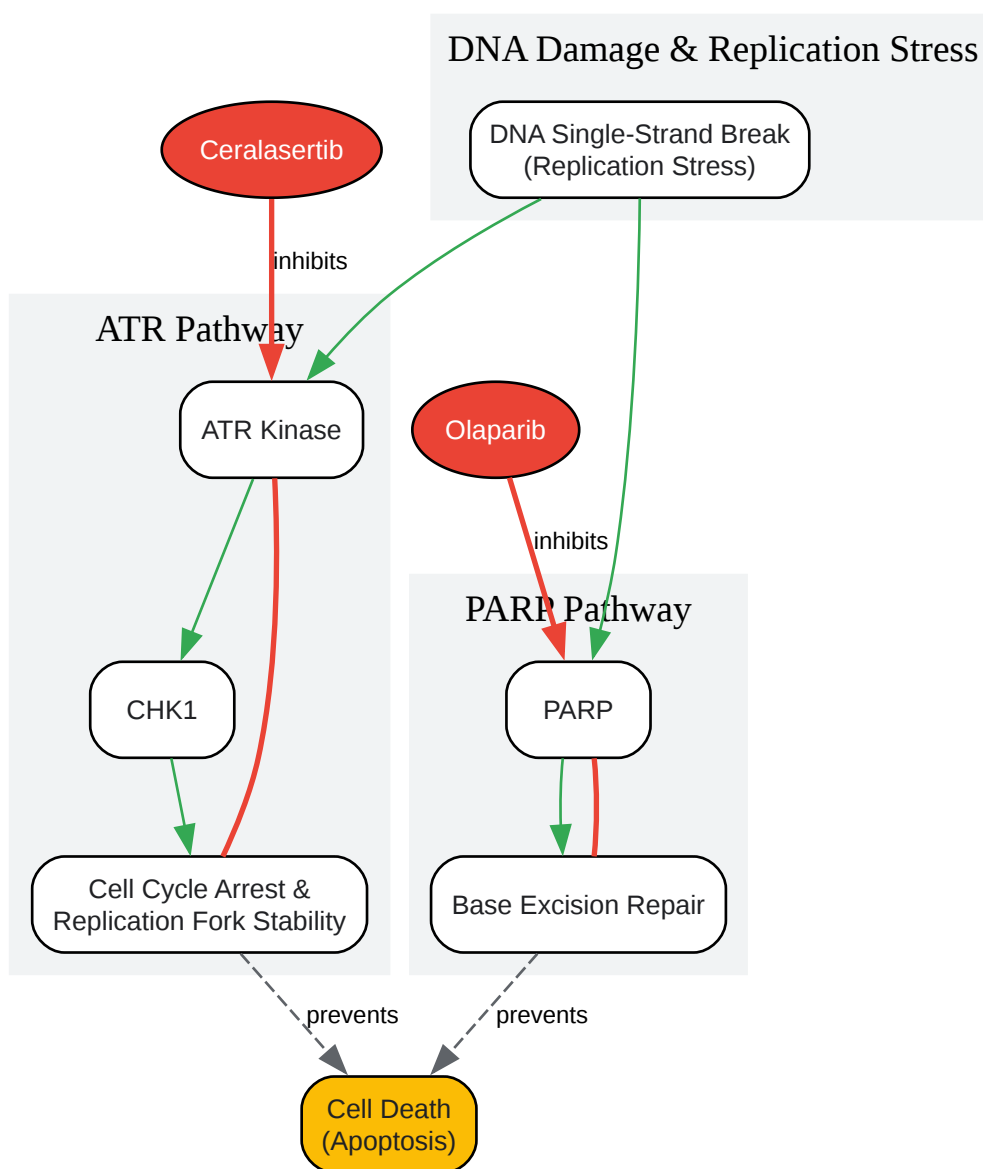 DNA Damage & Replication Stress
DNA Single-Strand Break
(Replication Stress)
Ceralasertib
inhibits
ATR Pathway
ATR Kinase
Olaparib
inhibits
PARP Pathway
CHK1
PARP
Cell Cycle Arrest &
Replication Fork Stability
Base Excision Repair
prevents
prevents
Cell Death
(Apoptosis)